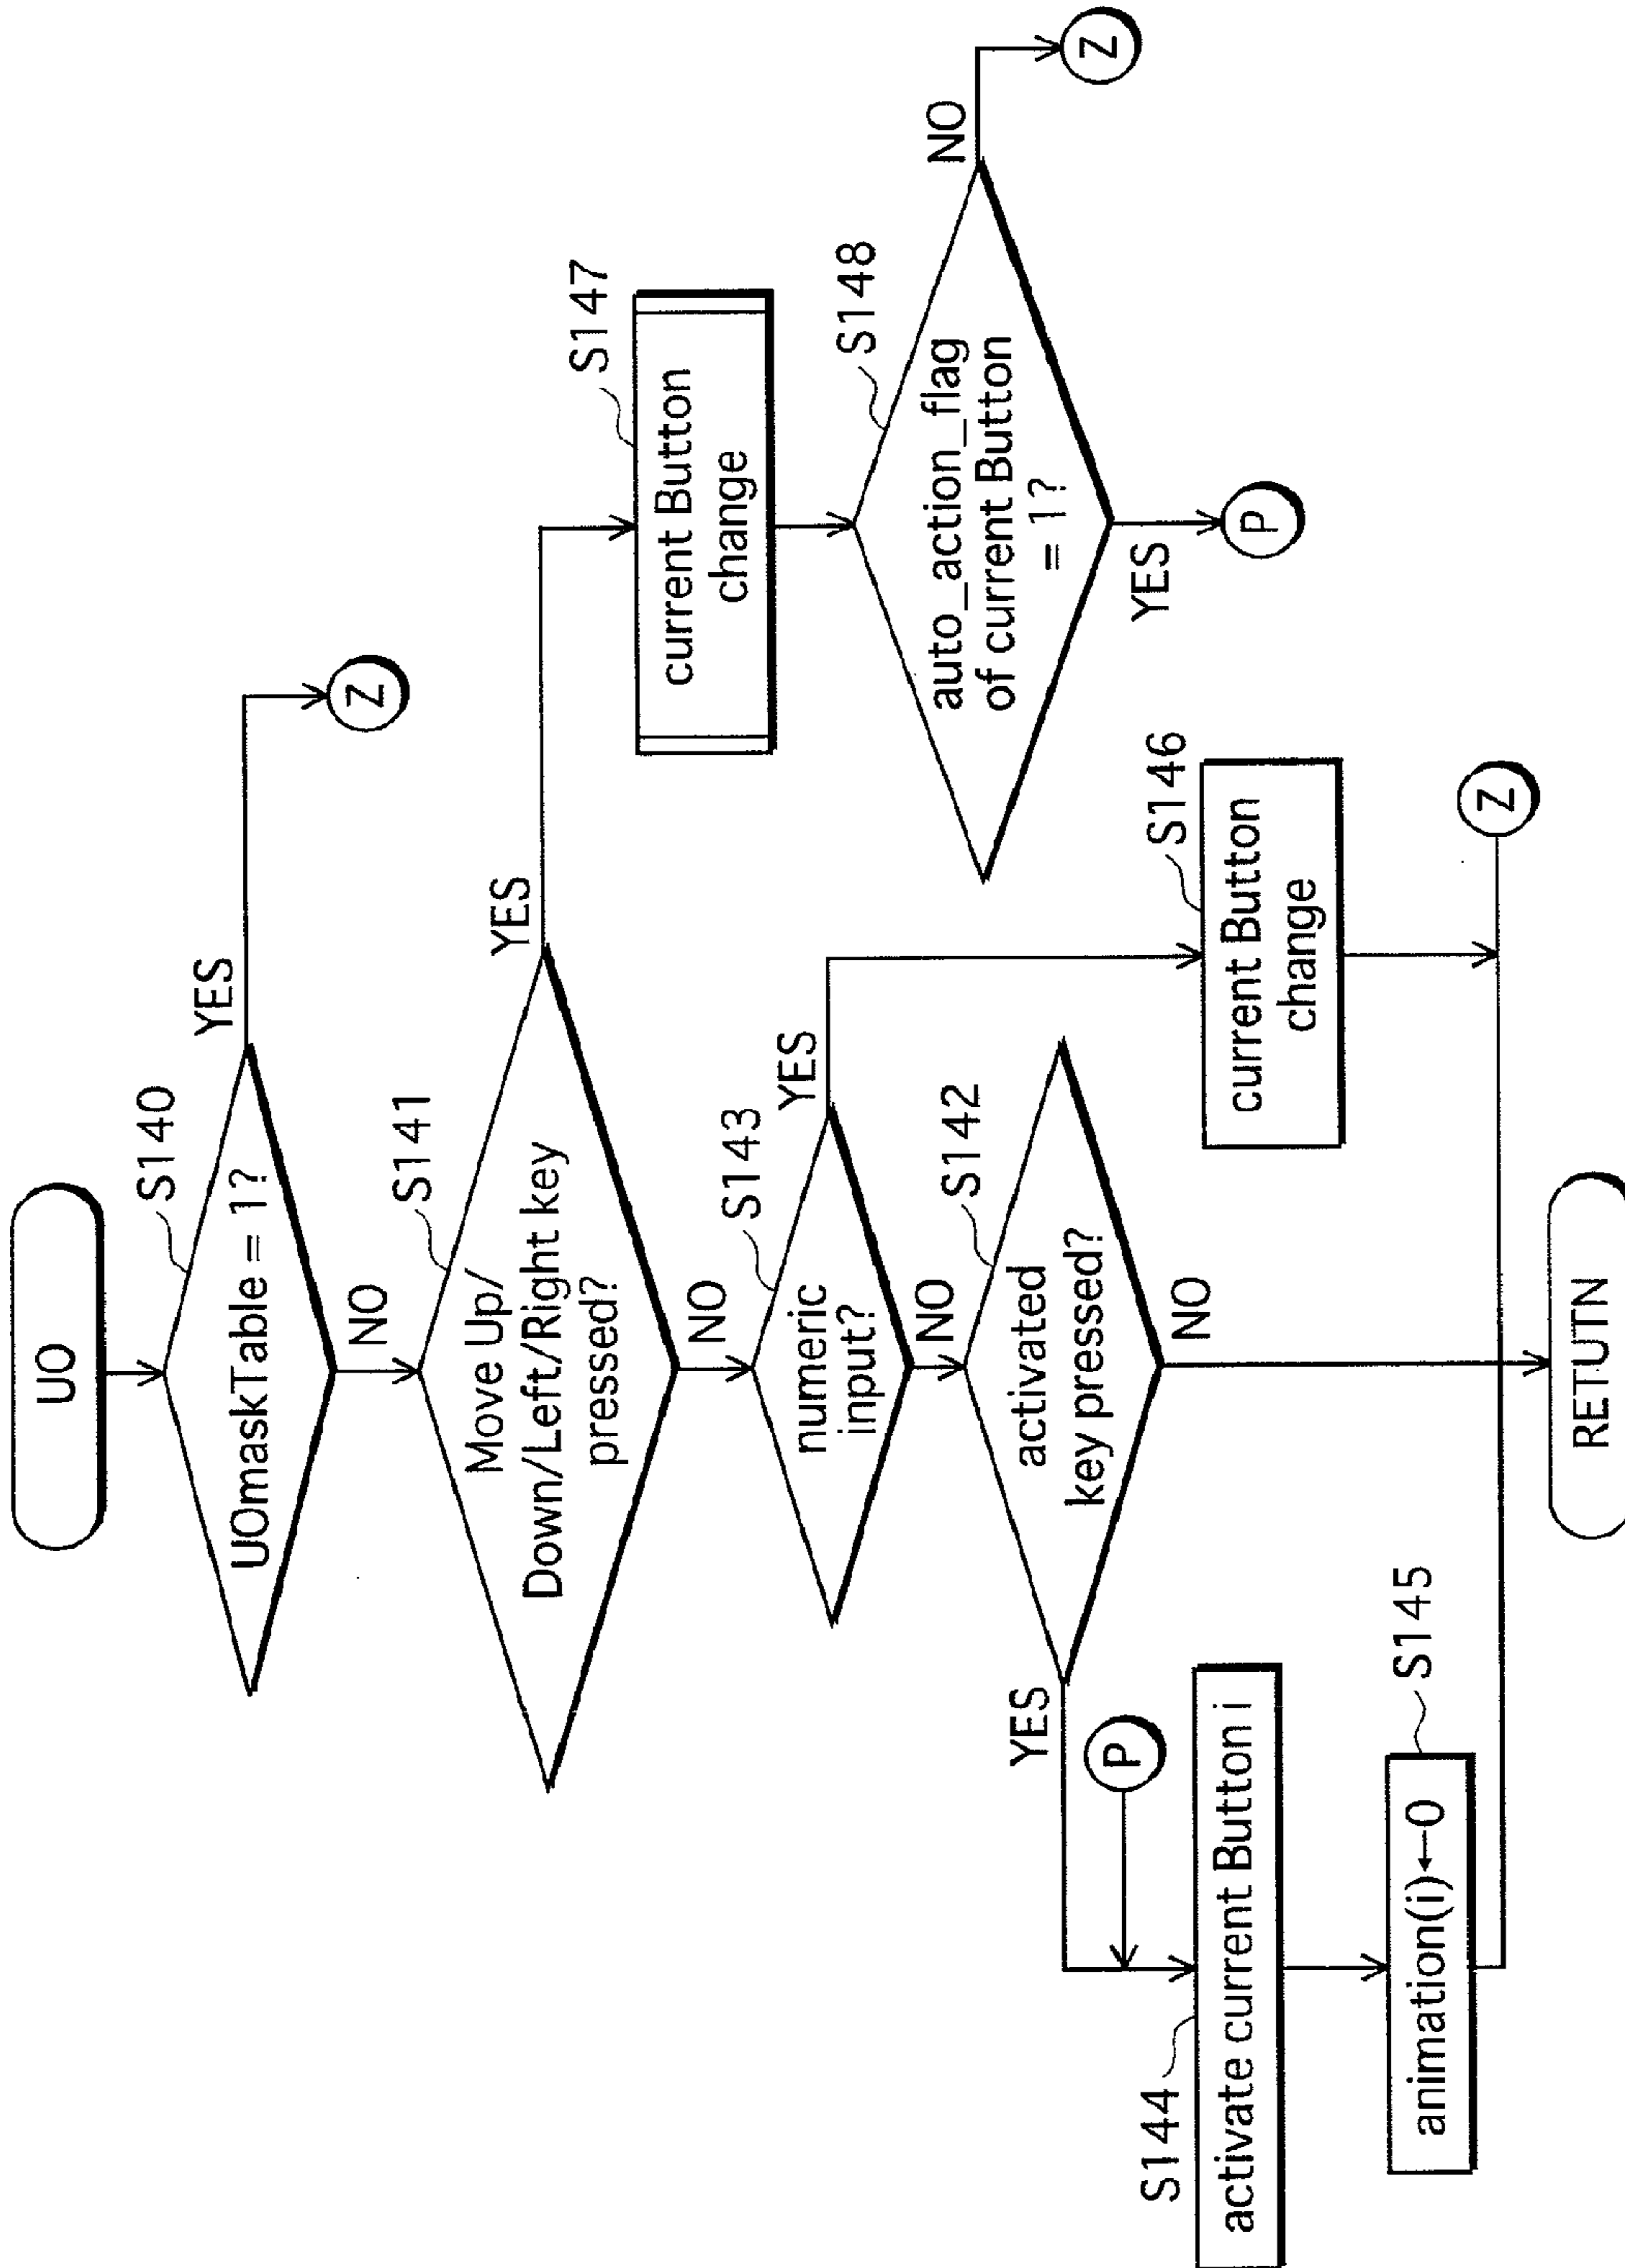 UO
S140
UOmaskTable = 1?
YES
Z
NO
S141
Move Up/
Down/Left/Right key
pressed?
YES
S147
current Button
change
S148
auto_action_flag
of current Button
= 1?
NO
Z
YES
P
NO
S143
numeric
input?
YES
S146
current Button
change
Z
NO
S142
activated
key pressed?
YES
P
S144
activate current Button i
S145
animation(i)←0
NO
RETUTN